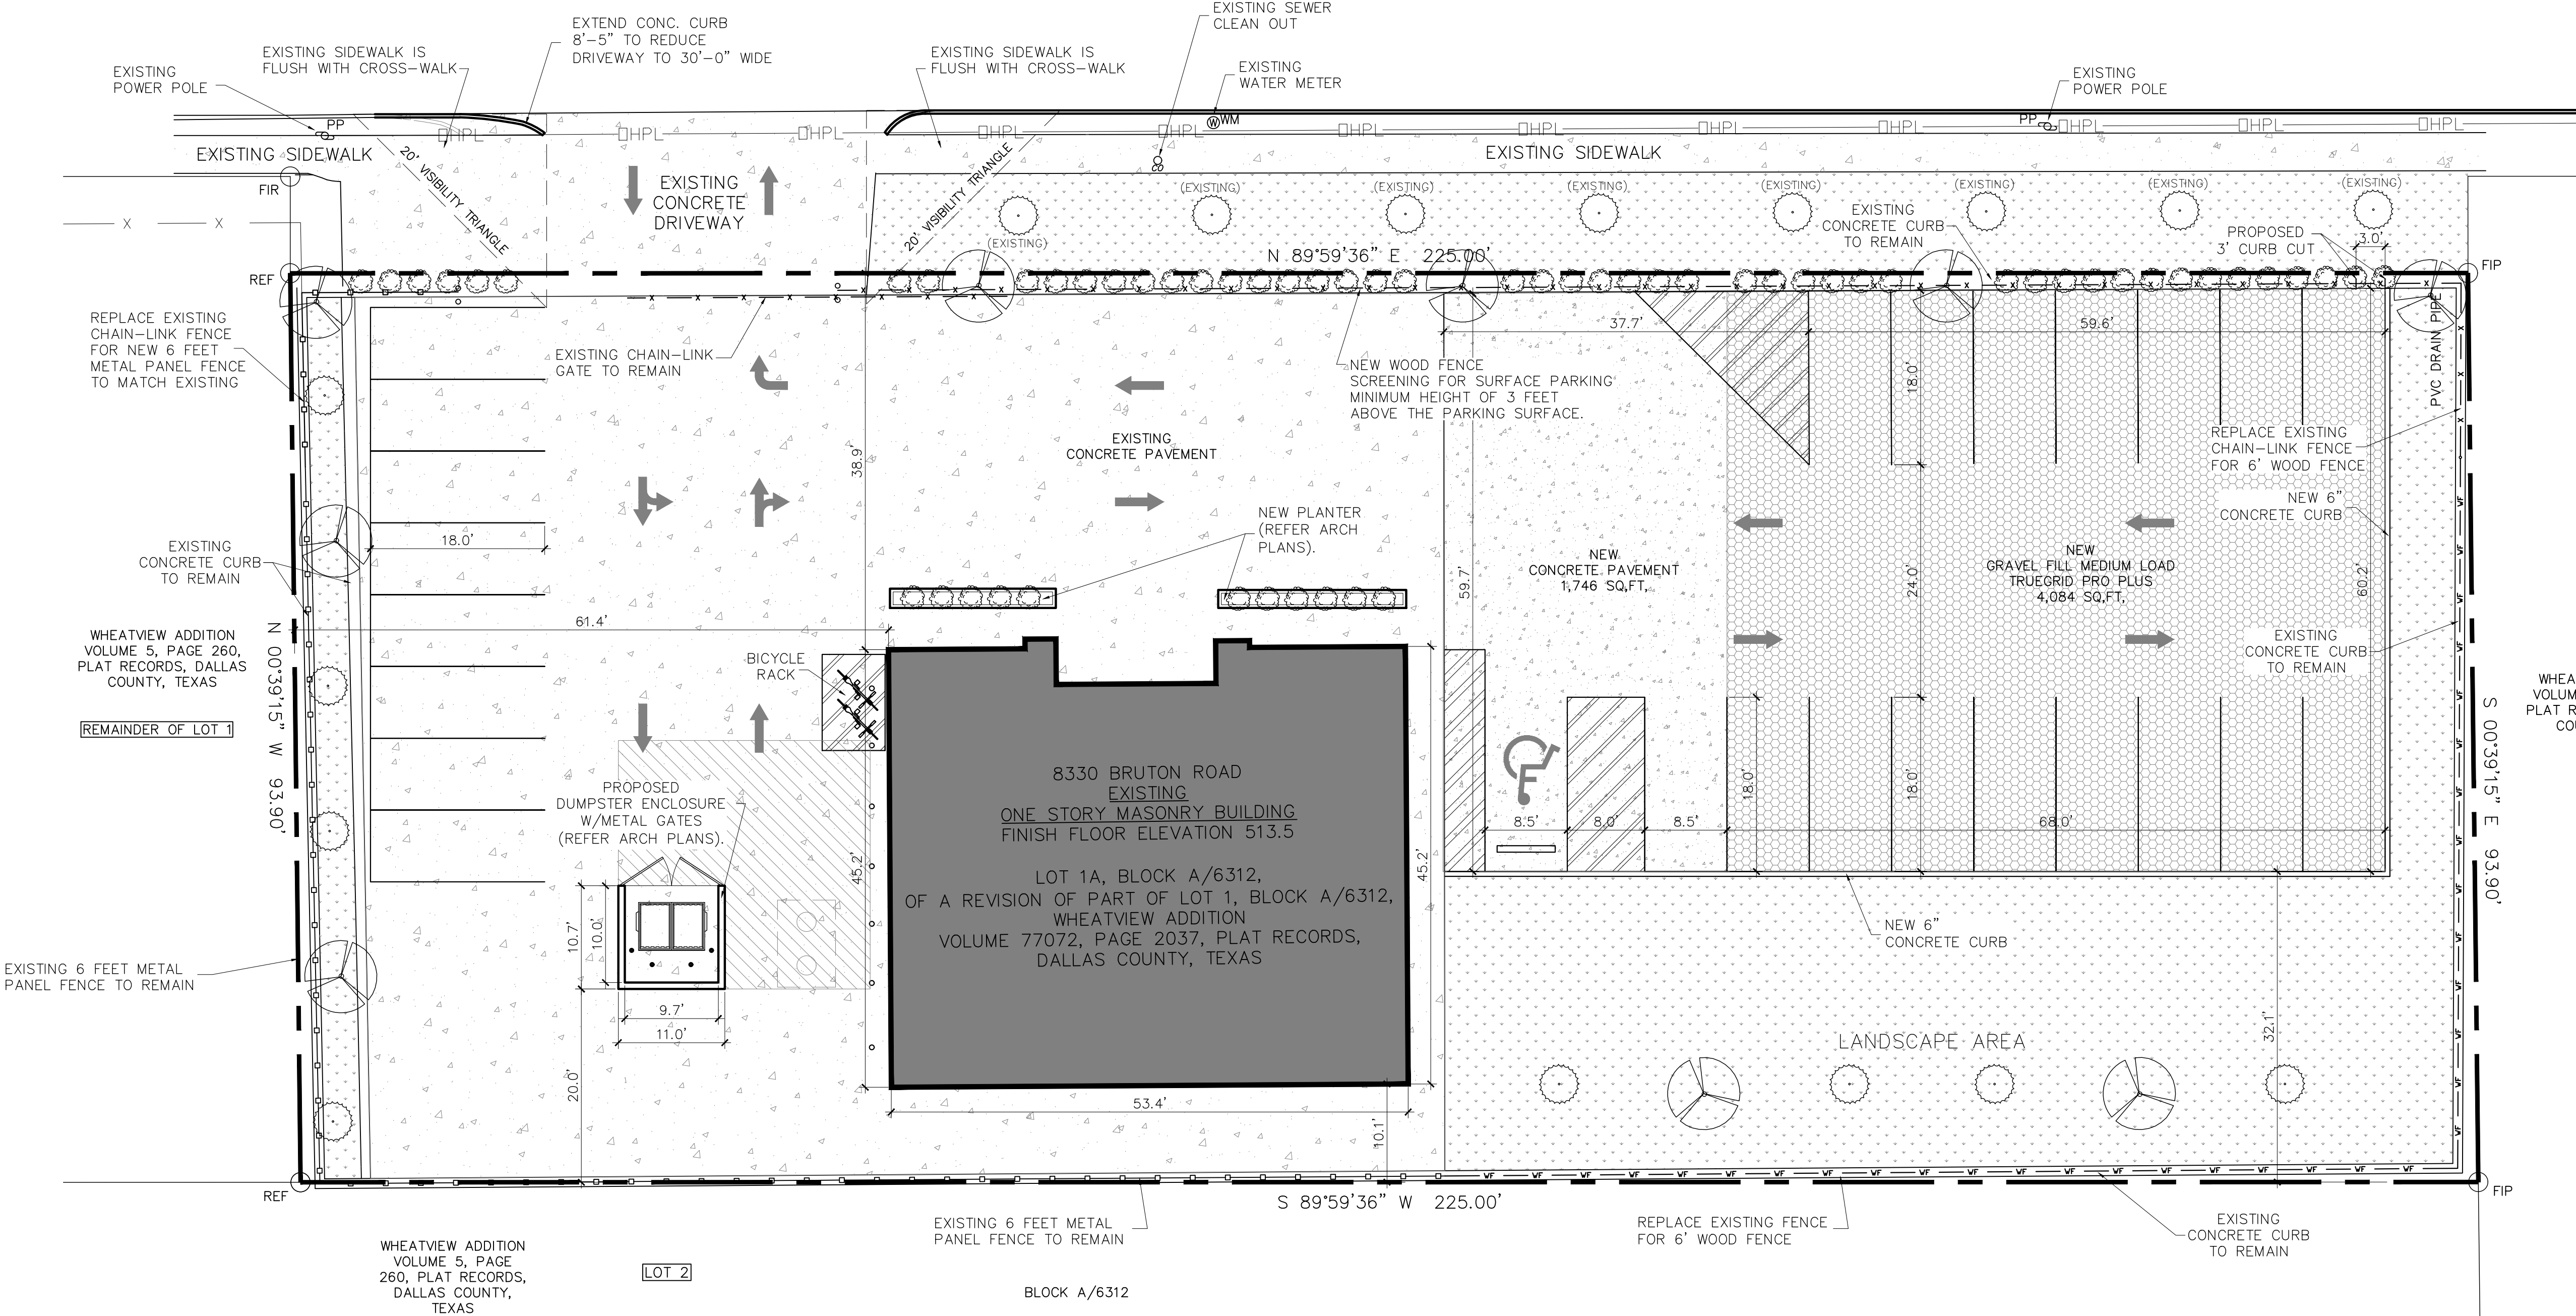 EXISTING SEWER
CLEAN OUT
EXTEND CONC. CURB
8'-5" TO REDUCE
DRIVEWAY TO 30'-0" WIDE
EXISTING SIDEWALK IS
FLUSH WITH CROSS-WALK
EXISTING SIDEWALK IS
FLUSH WITH CROSS-WALK
EXISTING
POWER POLE
EXISTING
WATER METER
EXISTING
POWER POLE
PP
WM
PP
HPL
HPL
HPL
HPL
HPL
HPL
HPL
HPL
HPL
HPL
HPL
HPL
EXISTING SIDEWALK
EXISTING SIDEWALK
20' VISIBILITY TRIANGLE
20' VISIBILITY TRIANGLE
FIR
X X
EXISTING
CONCRETE
DRIVEWAY
(EXISTING)
(EXISTING)
(EXISTING)
(EXISTING)
(EXISTING)
(EXISTING)
(EXISTING)
(EXISTING)
EXISTING
CONCRETE CURB
TO REMAIN
PROPOSED
3' CURB CUT
3.0'
N 89°59'36" E 225.00'
REF
FIP
REPLACE EXISTING
CHAIN-LINK FENCE
FOR NEW 6 FEET
METAL PANEL FENCE
TO MATCH EXISTING
EXISTING CHAIN-LINK
GATE TO REMAIN
NEW WOOD FENCE
SCREENING FOR SURFACE PARKING
MINIMUM HEIGHT OF 3 FEET
ABOVE THE PARKING SURFACE.
37.7'
59.6'
18.0'
PVC DRAIN PIPE
REPLACE EXISTING
CHAIN-LINK FENCE
FOR 6' WOOD FENCE
NEW 6"
CONCRETE CURB
EXISTING
CONCRETE PAVEMENT
38.9'
NEW PLANTER
(REFER ARCH
PLANS).
18.0'
EXISTING
CONCRETE CURB
TO REMAIN
NEW
CONCRETE PAVEMENT
1,746 SQ,FT,
59.7'
NEW
GRAVEL FILL MEDIUM LOAD
TRUEGRID PRO PLUS
4,084 SQ,FT,
24.0'
60.2'
61.4'
WHEATVIEW ADDITION
VOLUME 5, PAGE 260,
PLAT RECORDS, DALLAS
COUNTY, TEXAS
REMAINDER OF LOT 1
N 00°39'15" W 93.90'
BICYCLE
RACK
EXISTING
CONCRETE CURB
TO REMAIN
S 00°39'15" E 93.90'
WHEA
VOLUM
PLAT R
COU
PROPOSED
DUMPSTER ENCLOSURE
W/METAL GATES
(REFER ARCH PLANS).
8330 BRUTON ROAD
EXISTING
ONE STORY MASONRY BUILDING
FINISH FLOOR ELEVATION 513.5
LOT 1A, BLOCK A/6312,
OF A REVISION OF PART OF LOT 1, BLOCK A/6312,
WHEATVIEW ADDITION
VOLUME 77072, PAGE 2037, PLAT RECORDS,
DALLAS COUNTY, TEXAS
45.2'
45.2'
18.0'
18.0'
8.5'
8.0'
8.5'
68.0'
10.7'
10.0'
9.7'
11.0'
20.0'
EXISTING 6 FEET METAL
PANEL FENCE TO REMAIN
NEW 6"
CONCRETE CURB
LANDSCAPE AREA
32.1'
53.4'
10.1'
REF
FIP
S 89°59'36" W 225.00'
EXISTING 6 FEET METAL
PANEL FENCE TO REMAIN
REPLACE EXISTING FENCE
FOR 6' WOOD FENCE
EXISTING
CONCRETE CURB
TO REMAIN
WHEATVIEW ADDITION
VOLUME 5, PAGE
260, PLAT RECORDS,
DALLAS COUNTY,
TEXAS
LOT 2
BLOCK A/6312